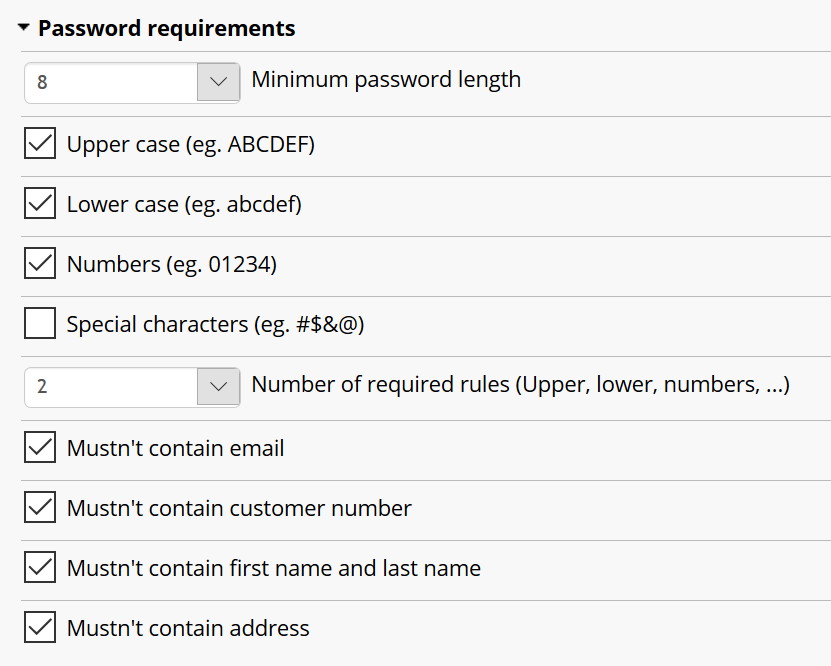 Password requirements
8 Minimum password length
Upper case (eg. ABCDEF)
Lower case (eg. abcdef)
Numbers (eg. 01234)
Special characters (eg. #$&@)
2 Number of required rules (Upper, lower, numbers, ...)
Mustn't contain email
Mustn't contain customer number
Mustn't contain first name and last name
Mustn't contain address